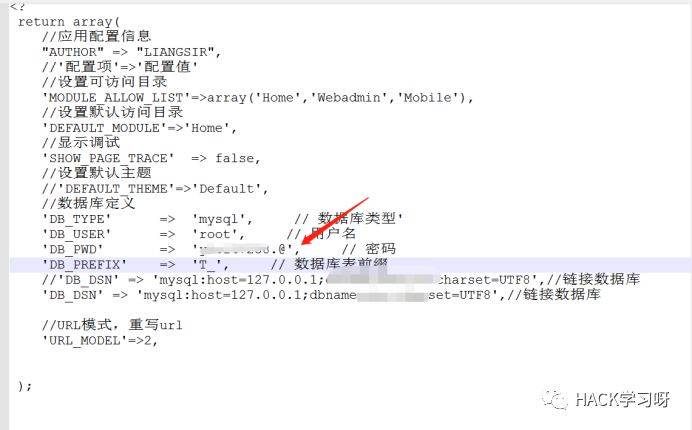 <?
return array(
//应用配置信息
"AUTHOR" => "LIANGSIR",
//'配置项'=>'配置值'
//设置可访问目录
'MODULE_ALLOW_LIST'=>array('Home','Webadmin','Mobile'),
//设置默认访问目录
'DEFAULT_MODULE'=>'Home',
//显示调试
'SHOW_PAGE_TRACE' => false,
//设置默认主题
//'DEFAULT_THEME'=>'Default',
//数据库定义
'DB_TYPE' => 'mysql', // 数据库类型'
'DB_USER' => 'root', // 用户名
'DB_PWD' => .@', // 密码
'DB_PREFIX' => 'T_', // 数据库表前缀
//'DB_DSN' => 'mysql:host=127.0.0.1; charset=UTF8',//链接数据库
'DB_DSN' => 'mysql:host=127.0.0.1;dbname set=UTF8',//链接数据库
//URL模式，重写url
'URL_MODEL'=>2,
);
HACK学习呀